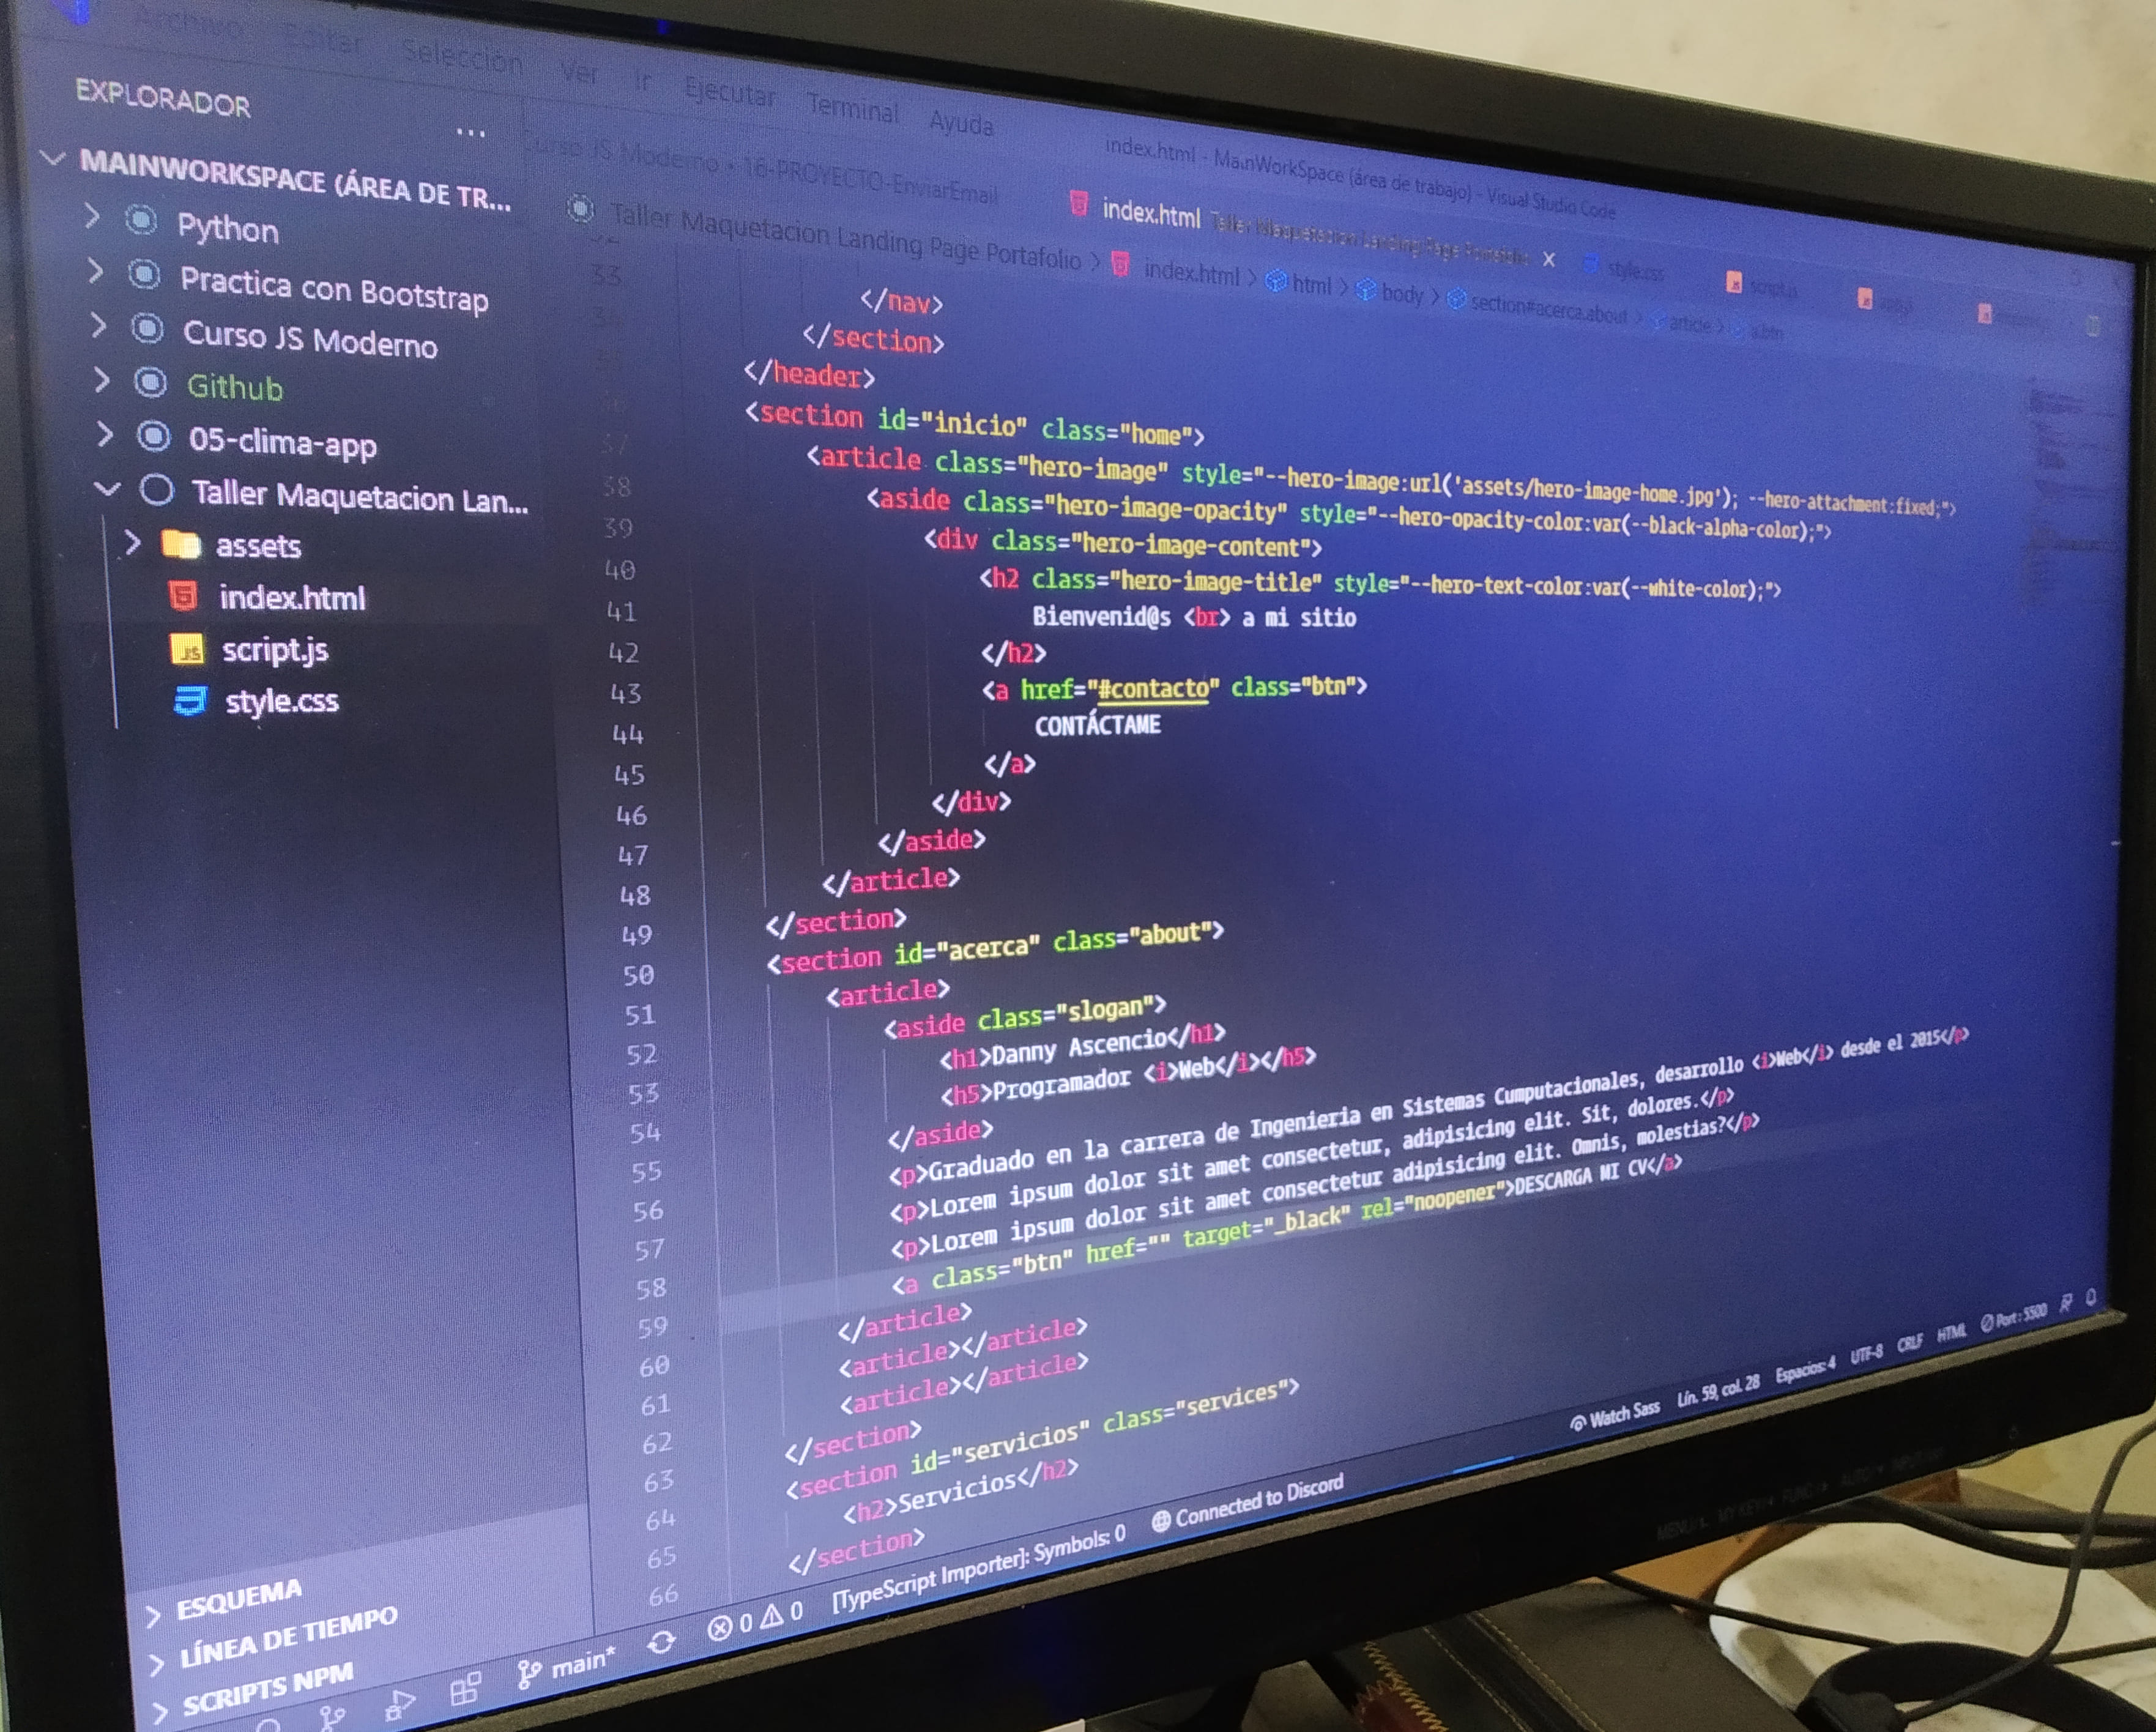 Archivo Editar Selección Ver Ir Ejecutar Terminal Ayuda
index.html - MainWorkSpace (área de trabajo) - Visual Studio Code
EXPLORADOR
...
MAINWORKSPACE (ÁREA DE TR...
Python
Practica con Bootstrap
Curso JS Moderno
Github
05-clima-app
Taller Maquetacion Lan...
assets
index.html
script.js
style.css
ESQUEMA
LÍNEA DE TIEMPO
SCRIPTS NPM
Curso JS Moderno • 16-PROYECTO-EnviarEmail
index.html Taller Maquetacion Landing Page Portafolio
style.css
script.js
Taller Maquetacion Landing Page Portafolio > index.html > html > body > section#acerca.about > article > a.btn
33
</nav>
</section>
</header>
37 <section id="inicio" class="home">
38 <article class="hero-image" style="--hero-image:url('assets/hero-image-home.jpg'); --hero-attachment:fixed;">
39 <aside class="hero-image-opacity" style="--hero-opacity-color:var(--black-alpha-color);">
40 <div class="hero-image-content">
41 <h2 class="hero-image-title" style="--hero-text-color:var(--white-color);">
42 Bienvenid@s <br> a mi sitio
43 </h2>
44 <a href="#contacto" class="btn">
45 CONTÁCTAME
46 </a>
47 </div>
48 </aside>
49 </article>
50 </section>
51 <section id="acerca" class="about">
52 <article>
53 <aside class="slogan">
54 <h1>Danny Ascencio</h1>
55 <h5>Programador <i>Web</i></h5>
56 </aside>
57 <p>Graduado en la carrera de Ingenieria en Sistemas Cumputacionales, desarrollo <i>Web</i> desde el 2015</p>
58 <p>Lorem ipsum dolor sit amet consectetur, adipisicing elit. Sit, dolores.</p>
59 <p>Lorem ipsum dolor sit amet consectetur adipisicing elit. Omnis, molestias?</p>
60 <a class="btn" href="" target="_black" rel="noopener">DESCARGA MI CV</a>
61 </article>
62 <article></article>
63 <article></article>
64 </section>
65 <section id="servicios" class="services">
66 <h2>Servicios</h2>
</section>
main* 0 0 [TypeScript Importer]: Symbols: 0 Connected to Discord Watch Sass Lín. 59, col. 28 Espacios: 4 UTF-8 CRLF HTML Port : 5500